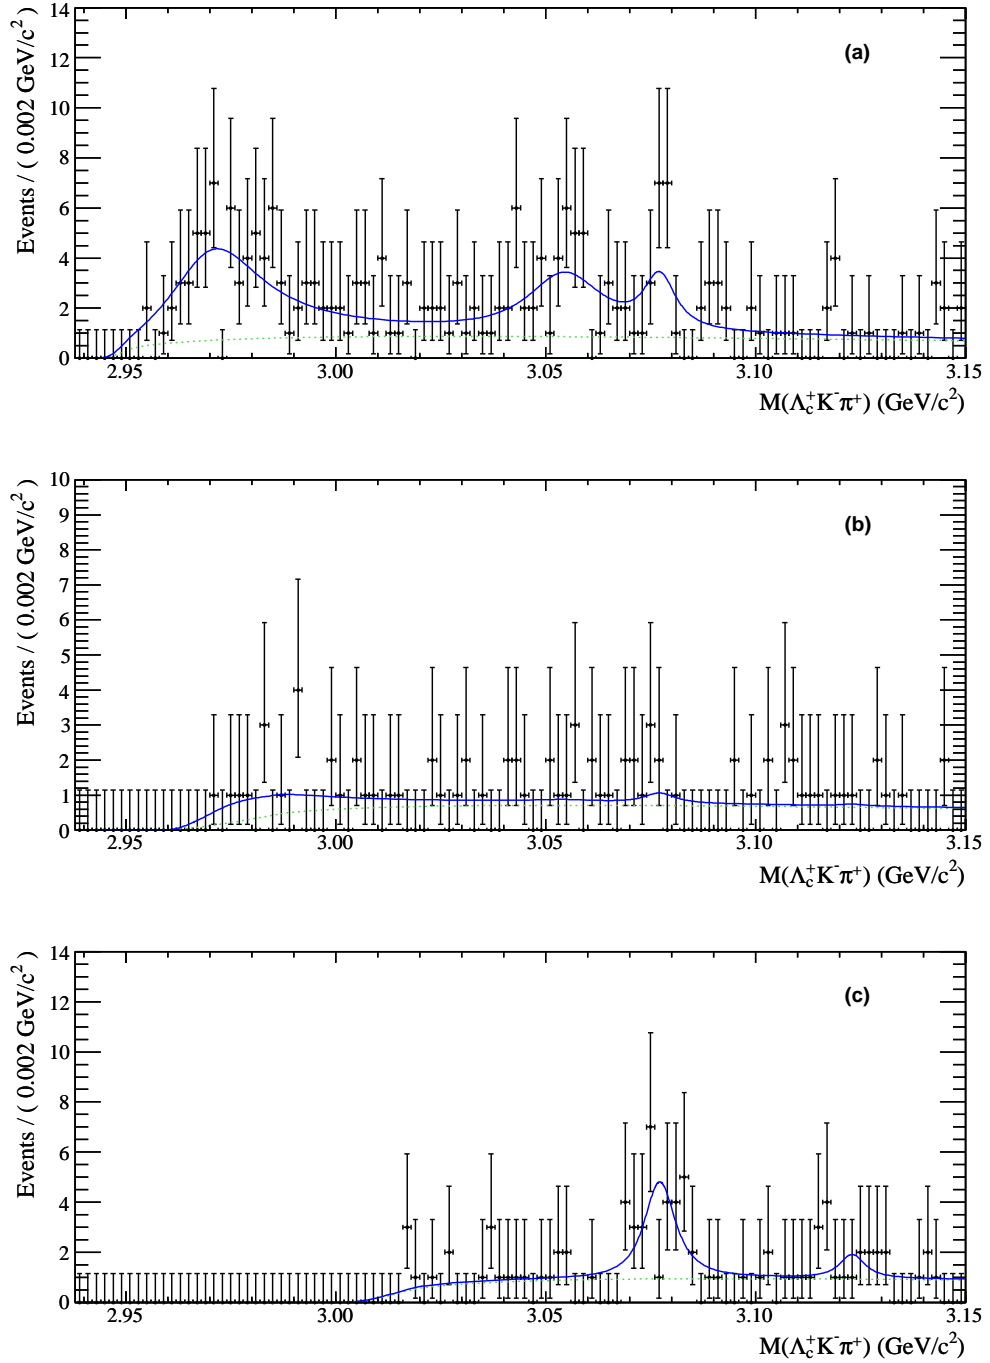 Events / ( 0.002 GeV/c² )
14
12
10
8
6
4
2
0
(a)
2.95 3.00 3.05 3.10 3.15
M(Λc⁺K⁻π⁺) (GeV/c²)
Events / ( 0.002 GeV/c² )
10
9
8
7
6
5
4
3
2
1
0
(b)
2.95 3.00 3.05 3.10 3.15
M(Λc⁺K⁻π⁺) (GeV/c²)
Events / ( 0.002 GeV/c² )
14
12
10
8
6
4
2
0
(c)
2.95 3.00 3.05 3.10 3.15
M(Λc⁺K⁻π⁺) (GeV/c²)